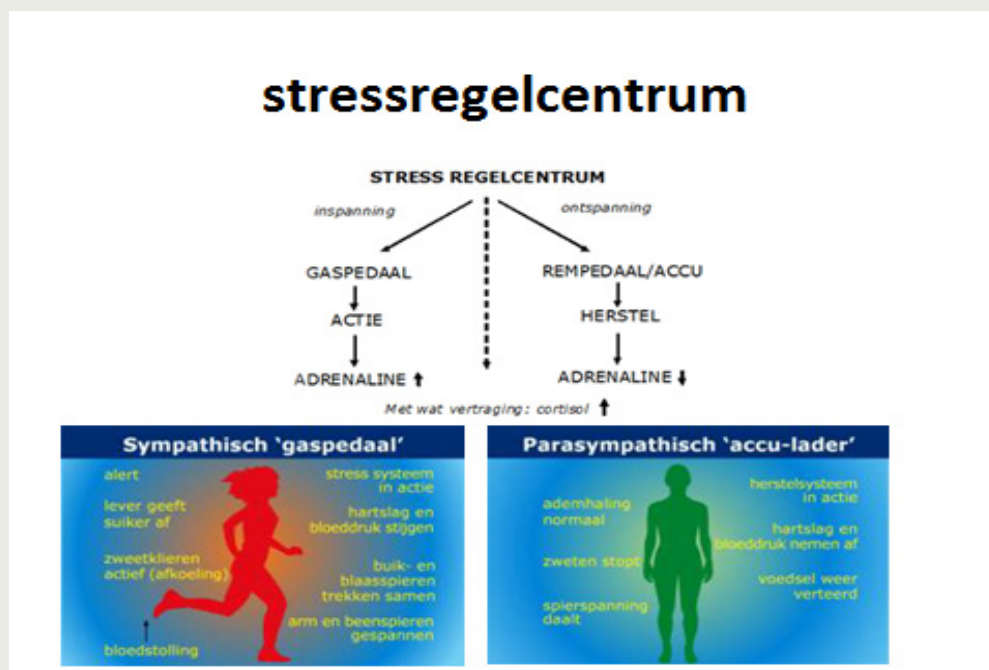 stressregelcentrum
STRESS REGELCENTRUM
inspanning
ontspanning
GASPEDAAL
REMPEDAAL/ACCU
ACTIE
HERSTEL
ADRENALINE ↑
ADRENALINE ↓
Met wat vertraging: cortisol ↑
Sympathisch 'gaspedaal'
alert
lever geeft
suiker af
zweetklieren
actief (afkoeling)
bloedstolling
stress systeem
in actie
hartslag en
bloeddruk stijgen
buik- en
blaasspieren
trekken samen
arm en beenspieren
gespannen
Parasympathisch 'accu-lader'
ademhaling
normaal
zweten stopt
spierspanning
daalt
herstelsysteem
in actie
hartslag en
bloeddruk nemen af
voedsel weer
verteerd